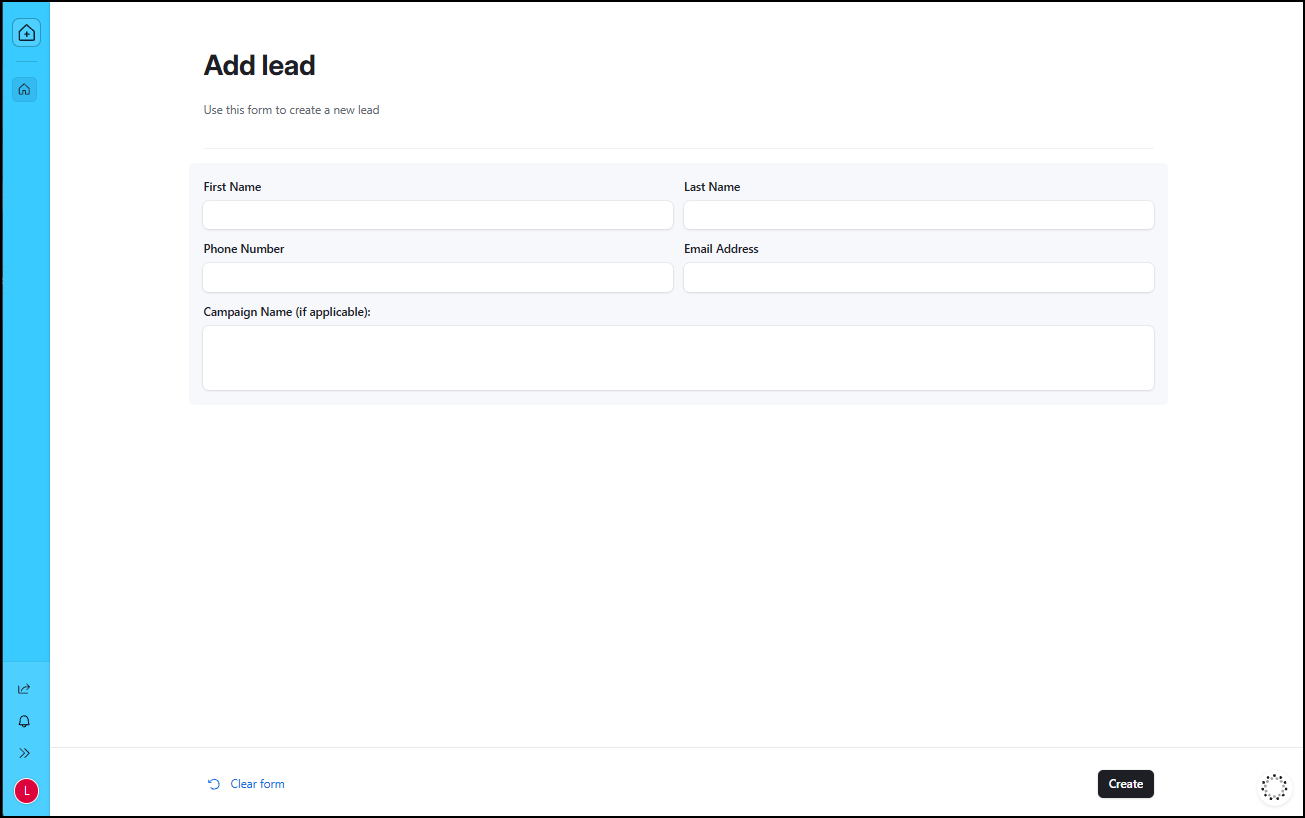 Add lead
Use this form to create a new lead
First Name
Last Name
Phone Number
Email Address
Campaign Name (if applicable):
L
Clear form
Create